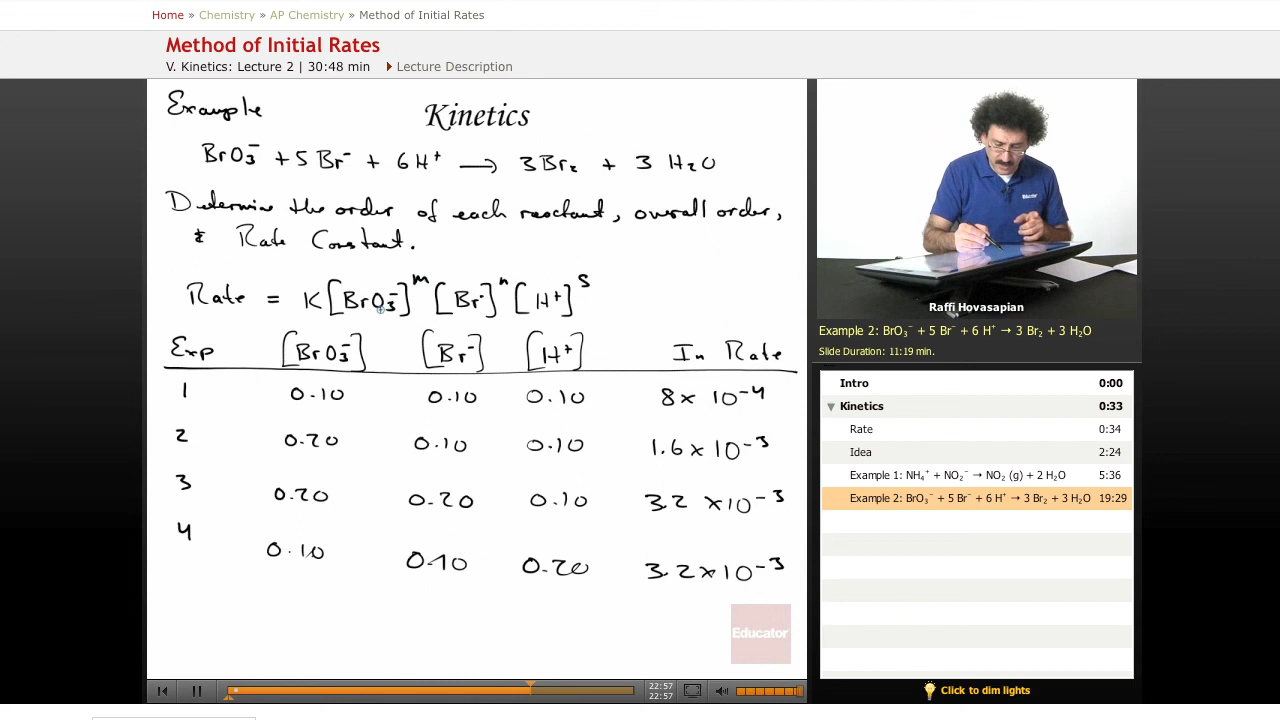 Home » Chemistry » AP Chemistry » Method of Initial Rates
Method of Initial Rates
V. Kinetics: Lecture 2 | 30:48 min Lecture Description
Example
Kinetics
BrO₃⁻ + 5 Br⁻ + 6 H⁺ → 3 Br₂ + 3 H₂O
Determine the order of each reactant, overall order,
& Rate Constant.
Rate = K[BrO₃⁻]ᵐ [Br⁻]ⁿ [H⁺]ˢ
Exp [BrO₃⁻] [Br⁻] [H⁺] In Rate
1 0.10 0.10 0.10 8 x 10⁻⁴
2 0.20 0.10 0.10 1.6 x 10⁻³
3 0.20 0.20 0.10 3.2 x 10⁻³
4 0.10 0.10 0.20 3.2 x 10⁻³
Educator
22:57
22:57
Educator
Raffi Hovasapian
Example 2: BrO₃⁻ + 5 Br⁻ + 6 H⁺ → 3 Br₂ + 3 H₂O
Slide Duration: 11:19 min.
Intro 0:00
Kinetics 0:33
Rate 0:34
Idea 2:24
Example 1: NH₄⁺ + NO₂⁻ → NO₂ (g) + 2 H₂O 5:36
Example 2: BrO₃⁻ + 5 Br⁻ + 6 H⁺ → 3 Br₂ + 3 H₂O 19:29
Click to dim lights